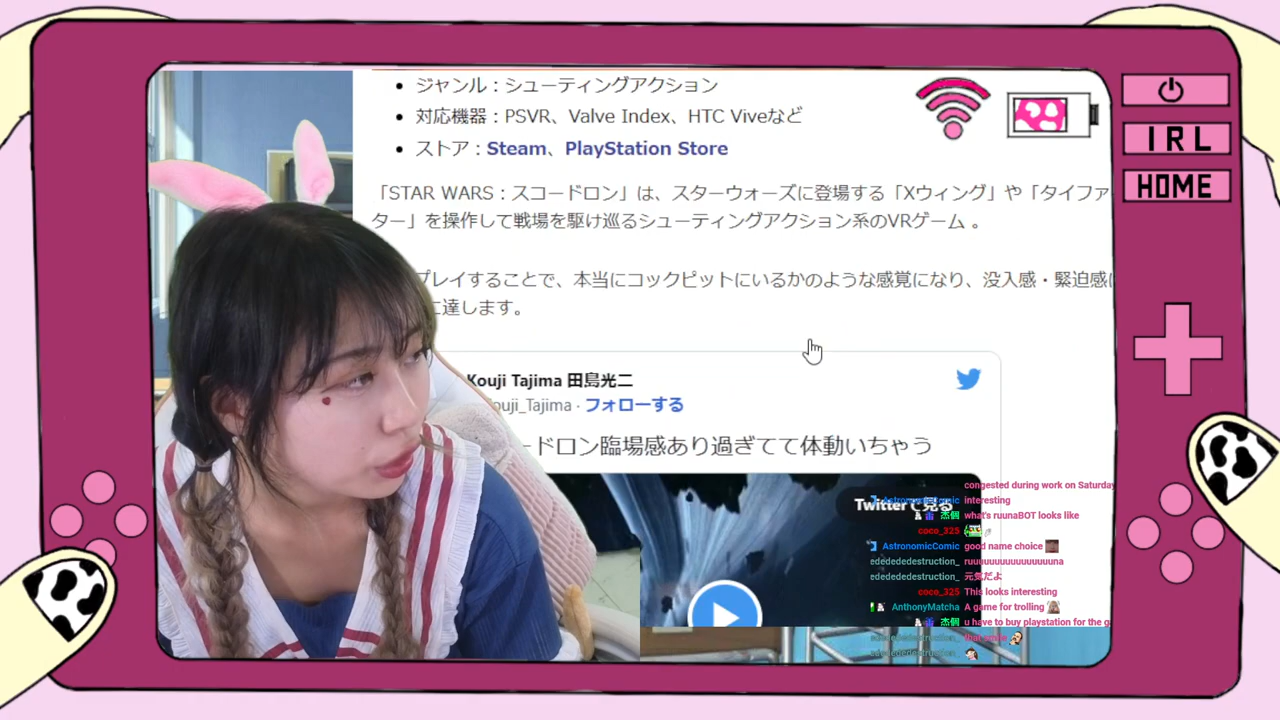 ジャンル：シューティングアクション
対応機器：PSVR、Valve Index、HTC Viveなど
ストア：Steam、PlayStation Store
IRL
HOME
「STAR WARS：スコードロン」は、スターウォーズに登場する「Xウィング」や「タイファ
ター」を操作して戦場を駆け巡るシューティングアクション系のVRゲーム 。
プレイすることで、本当にコックピットにいるかのような感覚になり、没入感・緊迫感は
に達します。
Kouji Tajima 田島光二
ouji_Tajima · フォローする
ードロン臨場感あり過ぎてて体動いちゃう
Twitterで見る
congested during work on Saturday
AstronomicComic interesting
杰個 what's ruunaBOT looks like
coco_325
AstronomicComic good name choice
edededededestruction_ ruuuuuuuuuuuuuuuna
edededededestruction_ 元気だよ
coco_325 This looks interesting
AnthonyMatcha A game for trolling
杰個 u have to buy playstation for the g
edededededestruction_
edededededestruction_